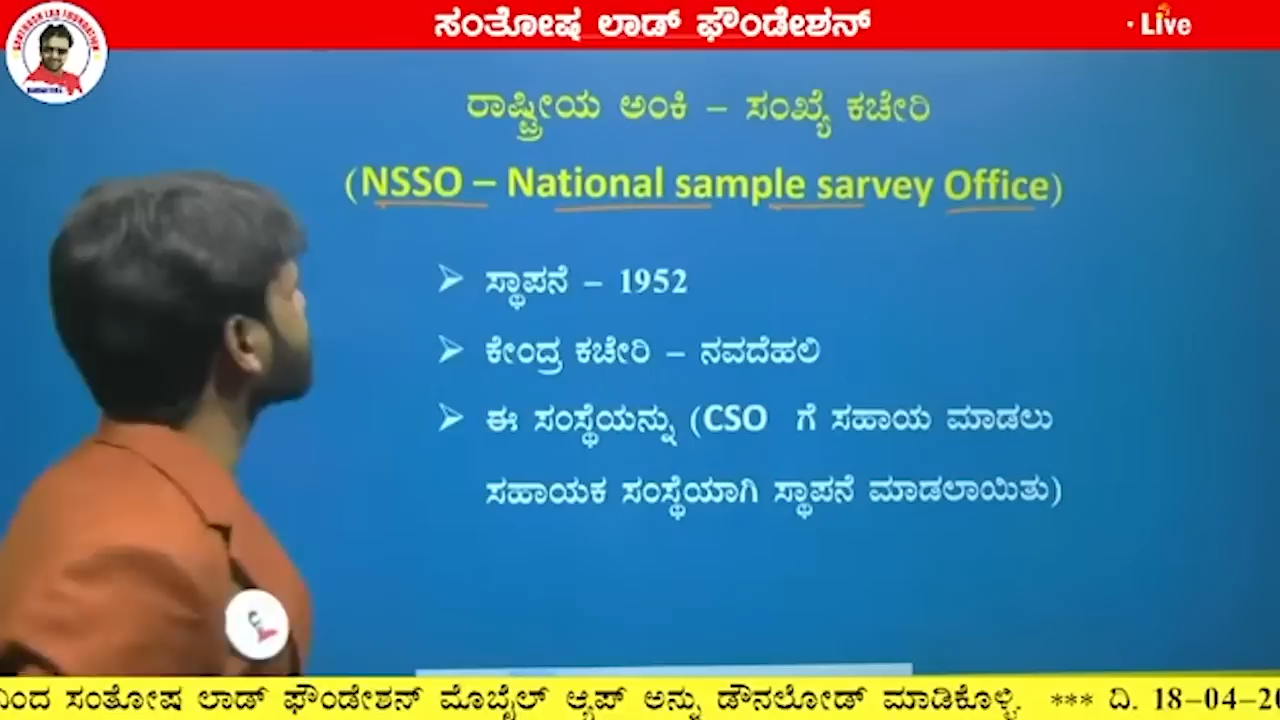 ಸಂತೋಷ ಲಾಡ್ ಫೌಂಡೇಶನ್
· Live
ರಾಷ್ಟ್ರೀಯ ಅಂಕಿ – ಸಂಖ್ಯೆ ಕಚೇರಿ
(NSSO – National sample sarvey Office)
➢ ಸ್ಥಾಪನೆ – 1952
➢ ಕೇಂದ್ರ ಕಚೇರಿ – ನವದೆಹಲಿ
➢ ಈ ಸಂಸ್ಥೆಯನ್ನು (CSO ಗೆ ಸಹಾಯ ಮಾಡಲು
ಸಹಾಯಕ ಸಂಸ್ಥೆಯಾಗಿ ಸ್ಥಾಪನೆ ಮಾಡಲಾಯಿತು)
ಸಂತೋಷ ಲಾಡ್ ಫೌಂಡೇಶನ್ ಮೊಬೈಲ್ ಆ್ಯಪ್ ಅನ್ನು ಡೌನಲೋಡ್ ಮಾಡಿಕೊಳ್ಳಿ. *** ದಿ. 18-04-20